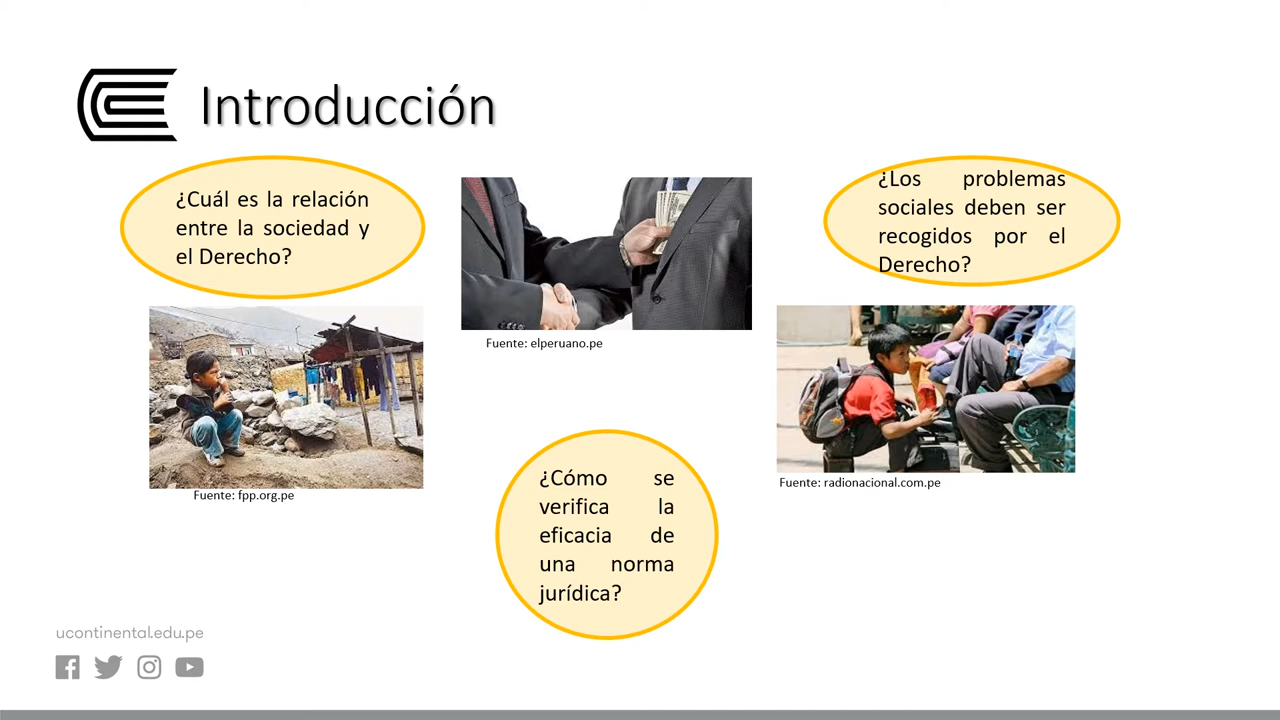 Introducción
¿Cuál es la relación
entre la sociedad y
el Derecho?
¿Los problemas
sociales deben ser
recogidos por el
Derecho?
Fuente: elperuano.pe
Fuente: fpp.org.pe
Fuente: radionacional.com.pe
¿Cómo se
verifica la
eficacia de
una norma
jurídica?
ucontinental.edu.pe